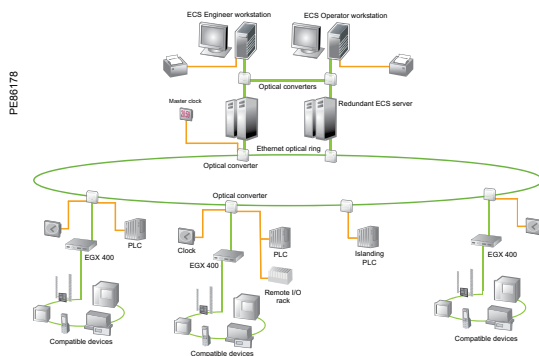 ECS Engineer workstation
ECS Operator workstation
PE86178
Optical converters
Master clock
Redundant ECS server
Ethernet optical ring
Optical converter
Optical converter
PLC
Clock
PLC
Islanding
PLC
EGX 400
EGX 400
EGX 400
Remote I/O
rack
Compatible devices
Compatible devices
Compatible devices